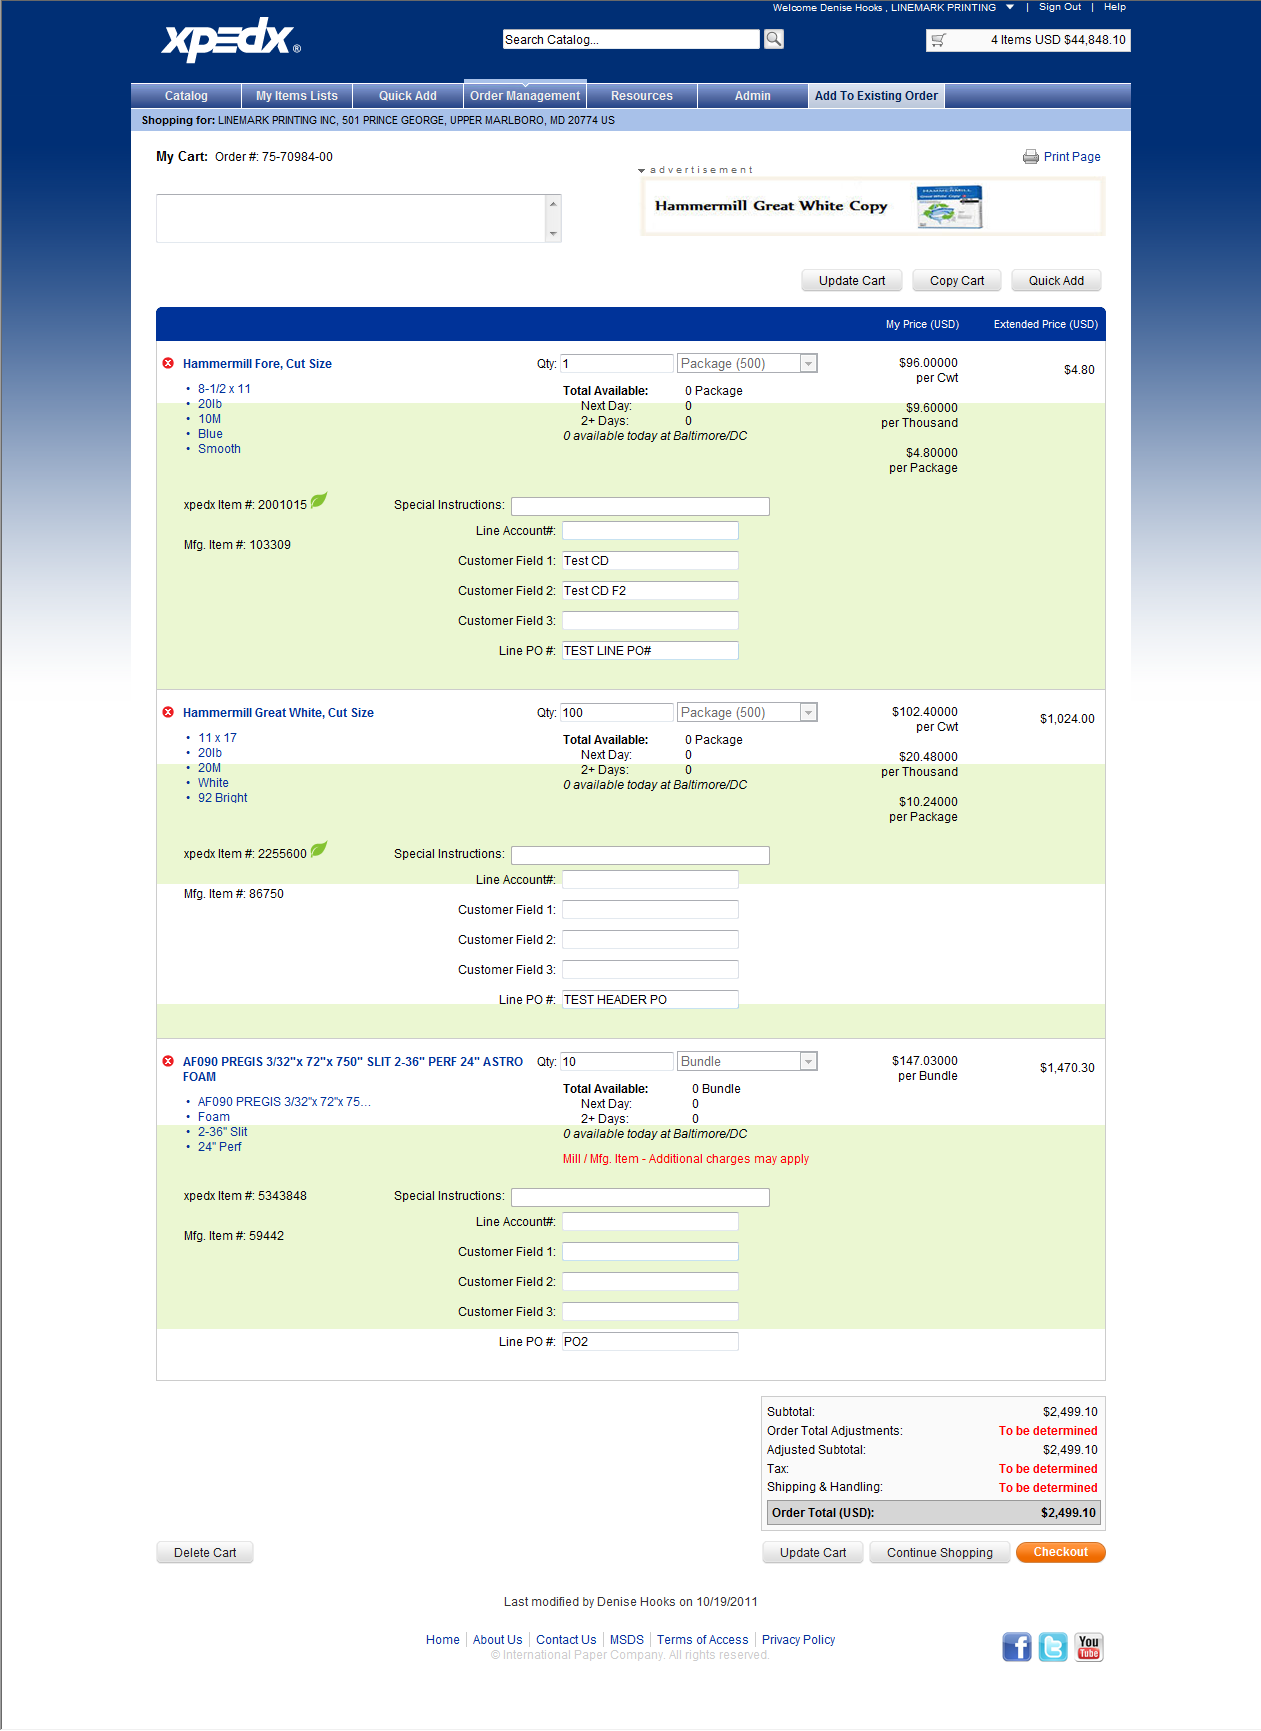 Welcome Denise Hooks , LINEMARK PRINTING | Sign Out | Help
xpedx®
Search Catalog...
4 Items USD $44,848.10
Catalog My Items Lists Quick Add Order Management Resources Admin Add To Existing Order
Shopping for: LINEMARK PRINTING INC, 501 PRINCE GEORGE, UPPER MARLBORO, MD 20774 US
My Cart: Order #: 75-70984-00
Print Page
advertisement
Hammermill Great White Copy
HAMMERMILL
Update Cart Copy Cart Quick Add
My Price (USD) Extended Price (USD)
Hammermill Fore, Cut Size Qty: 1 Package (500) $96.00000 $4.80
per Cwt
• 8-1/2 x 11
• 20lb
• 10M
• Blue
• Smooth
Total Available: 0 Package
Next Day: 0
2+ Days: 0
0 available today at Baltimore/DC
$9.60000
per Thousand
$4.80000
per Package
xpedx Item #: 2001015
Mfg. Item #: 103309
Special Instructions:
Line Account#:
Customer Field 1: Test CD
Customer Field 2: Test CD F2
Customer Field 3:
Line PO #: TEST LINE PO#
Hammermill Great White, Cut Size Qty: 100 Package (500) $102.40000 $1,024.00
per Cwt
• 11 x 17
• 20lb
• 20M
• White
• 92 Bright
Total Available: 0 Package
Next Day: 0
2+ Days: 0
0 available today at Baltimore/DC
$20.48000
per Thousand
$10.24000
per Package
xpedx Item #: 2255600
Mfg. Item #: 86750
Special Instructions:
Line Account#:
Customer Field 1:
Customer Field 2:
Customer Field 3:
Line PO #: TEST HEADER PO
AF090 PREGIS 3/32"x 72"x 750" SLIT 2-36" PERF 24" ASTRO Qty: 10 Bundle $147.03000 $1,470.30
FOAM
per Bundle
• AF090 PREGIS 3/32"x 72"x 75...
• Foam
• 2-36" Slit
• 24" Perf
Total Available: 0 Bundle
Next Day: 0
2+ Days: 0
0 available today at Baltimore/DC
Mill / Mfg. Item - Additional charges may apply
xpedx Item #: 5343848
Mfg. Item #: 59442
Special Instructions:
Line Account#:
Customer Field 1:
Customer Field 2:
Customer Field 3:
Line PO #: PO2
Subtotal: $2,499.10
Order Total Adjustments: To be determined
Adjusted Subtotal: $2,499.10
Tax: To be determined
Shipping & Handling: To be determined
Order Total (USD): $2,499.10
Delete Cart Update Cart Continue Shopping Checkout
Last modified by Denise Hooks on 10/19/2011
Home About Us Contact Us MSDS Terms of Access Privacy Policy
© International Paper Company. All rights reserved.
f t You Tube